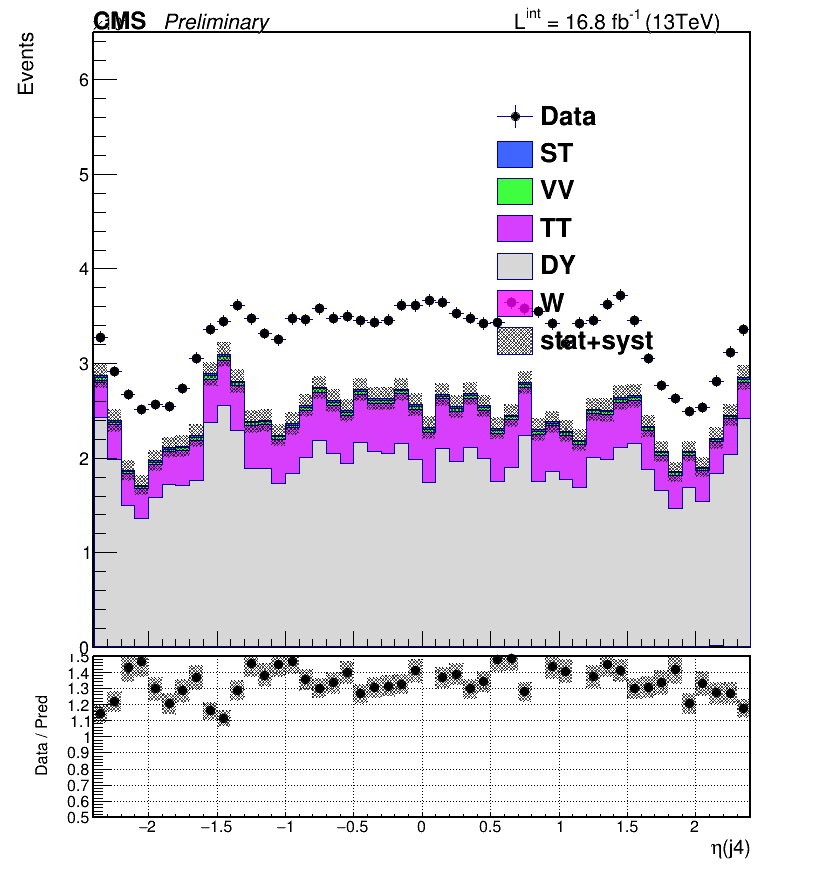 CMS Preliminary L^int = 16.8 fb^-1 (13TeV)
Events
6
5
4
3
2
1
0
Data
ST
VV
TT
DY
W
stat+syst
Data / Pred
1.5
1.4
1.3
1.2
1.1
1
0.9
0.8
0.7
0.6
0.5
−2 −1.5 −1 −0.5 0 0.5 1 1.5 2
η(j4)